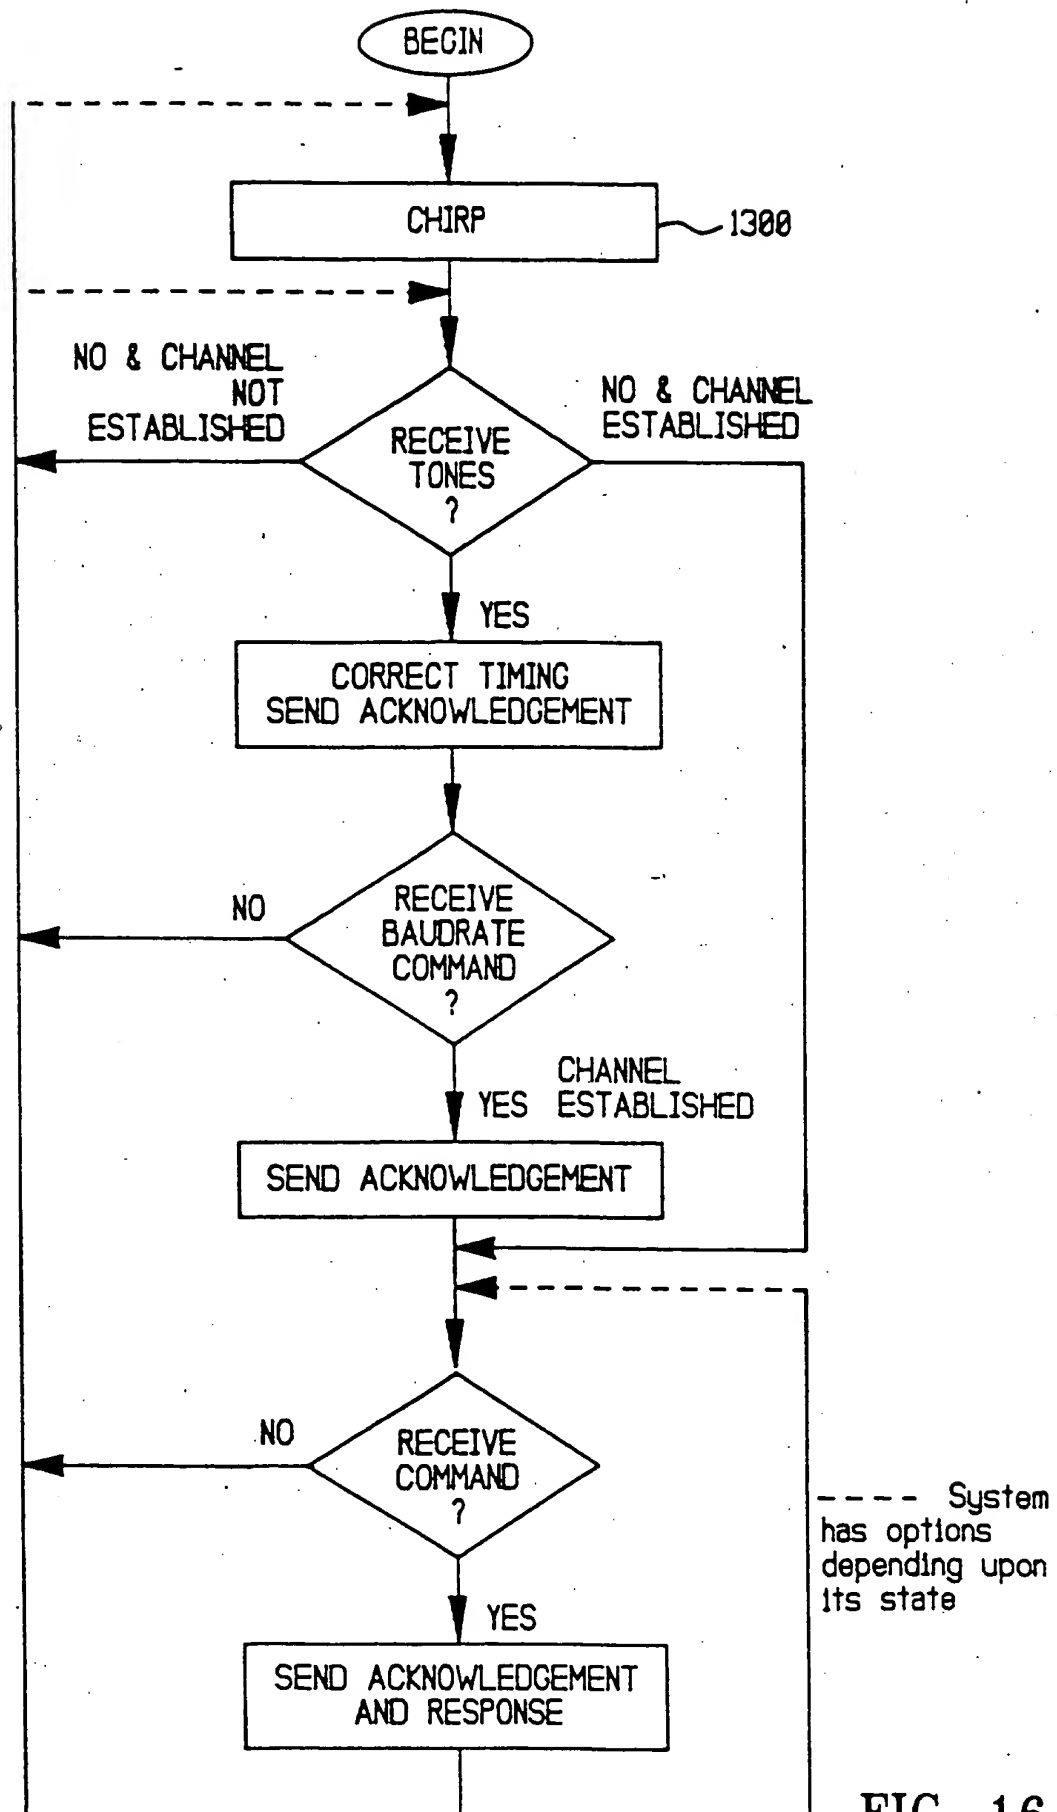 BEGIN
CHIRP
1300
NO & CHANNEL
NOT
ESTABLISHED
NO & CHANNEL
ESTABLISHED
RECEIVE
TONES
?
YES
CORRECT TIMING
SEND ACKNOWLEDGEMENT
NO
RECEIVE
BAUDRATE
COMMAND
?
CHANNEL
YES ESTABLISHED
SEND ACKNOWLEDGEMENT
NO
RECEIVE
COMMAND
?
---- System
has options
depending upon
its state
YES
SEND ACKNOWLEDGEMENT
AND RESPONSE
FIG. 16